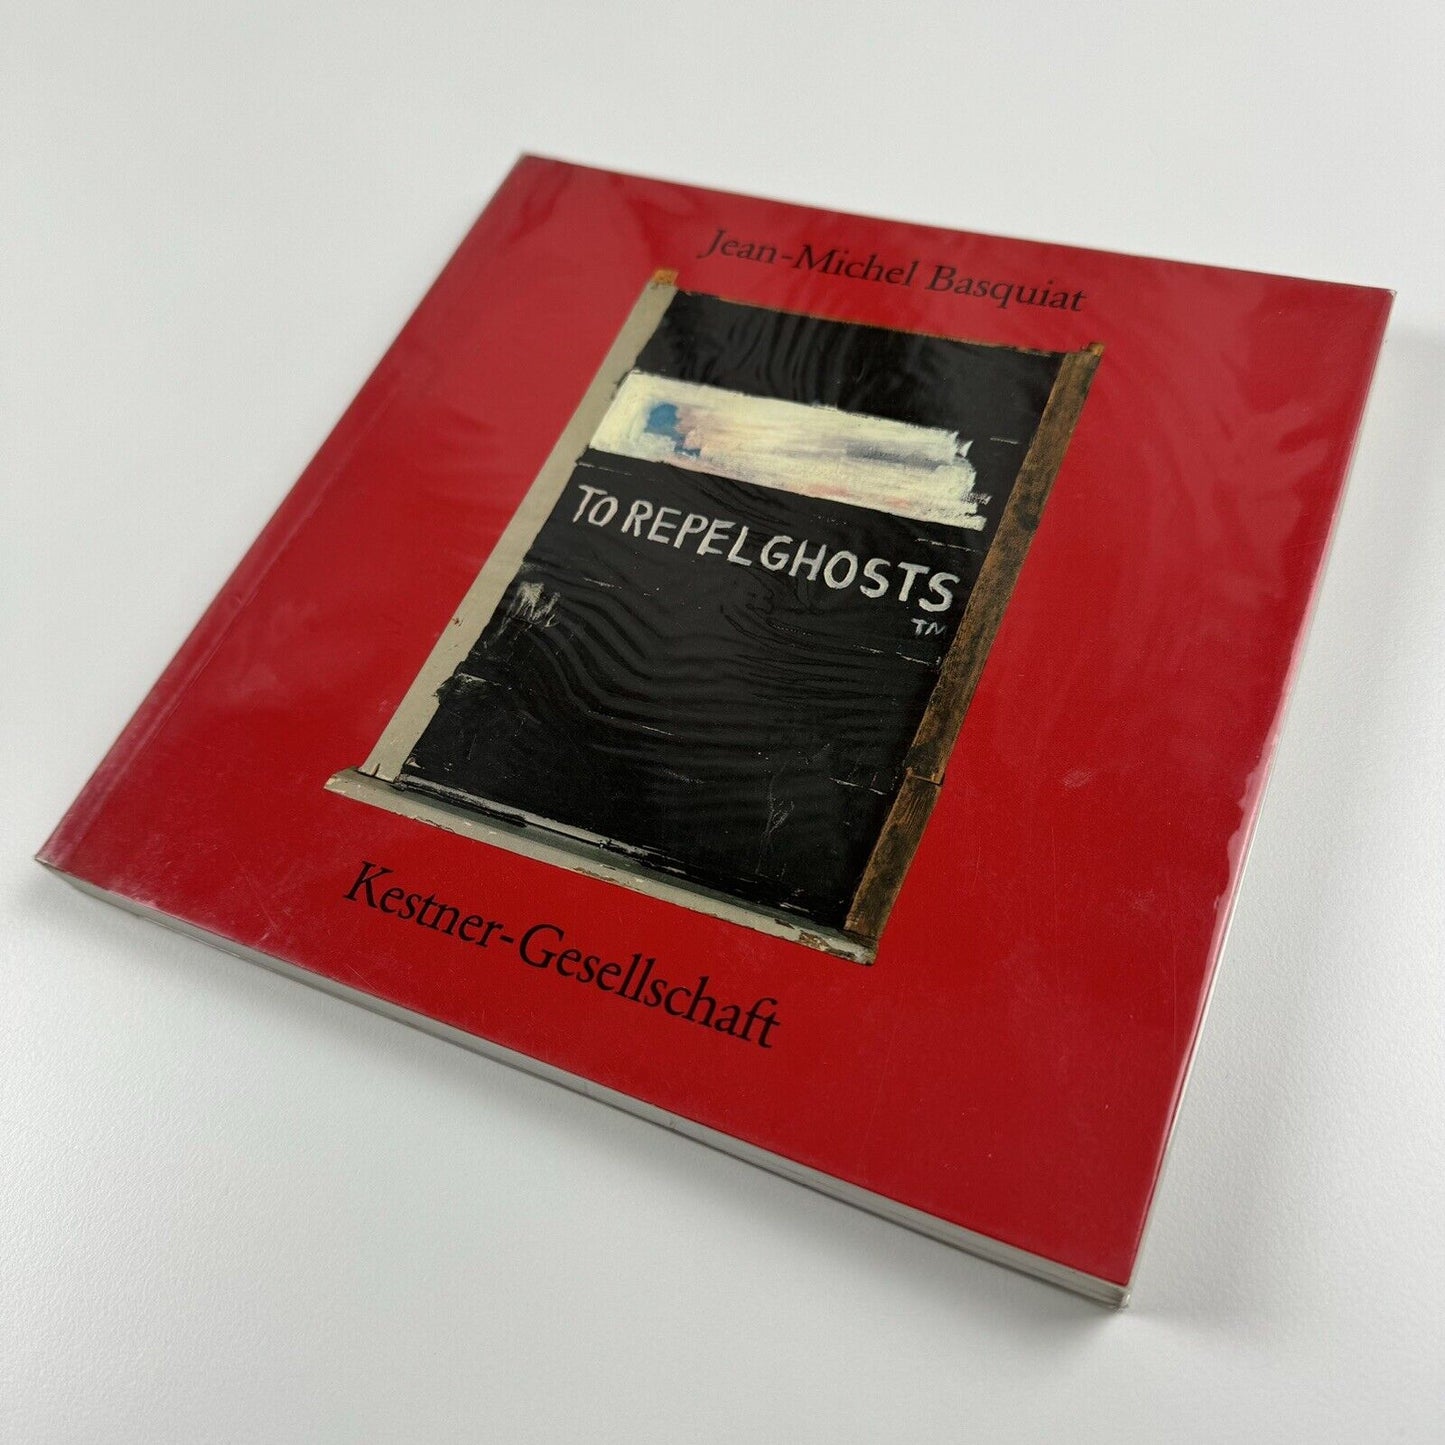 Jean-Michel Basquiat
TO REPEL GHOSTS
TM
Kestner-Gesellschaft